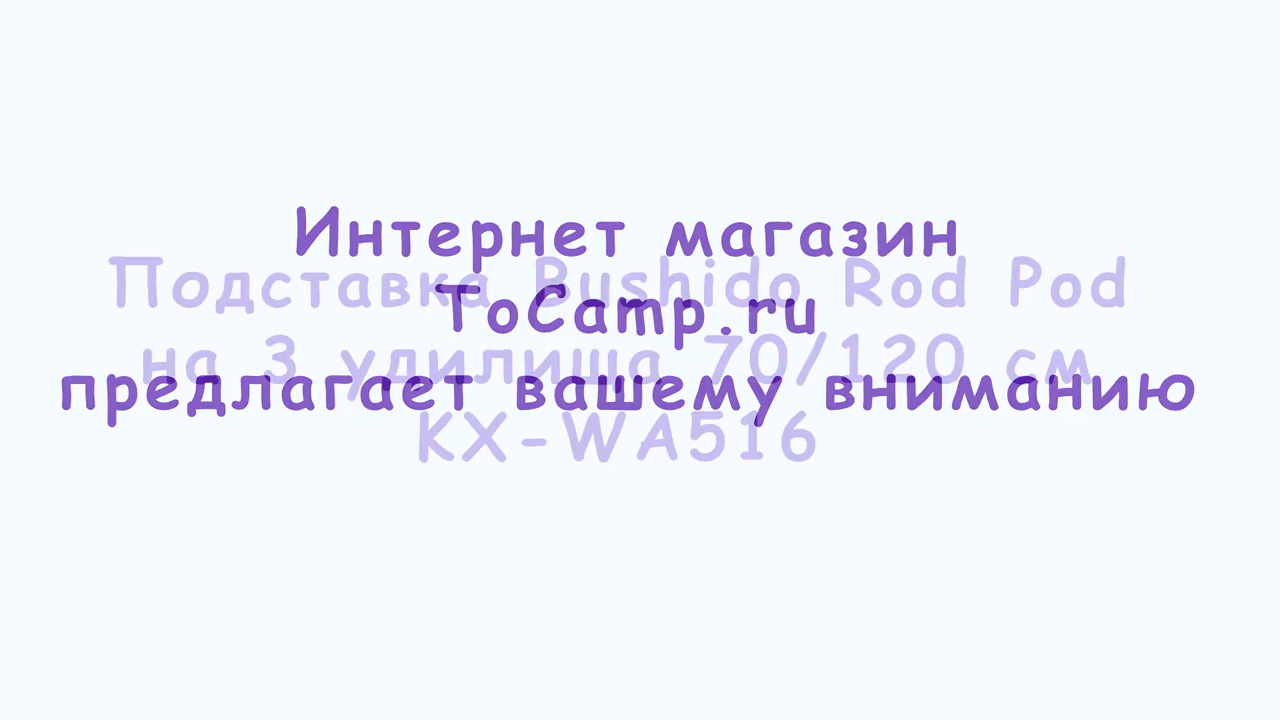 Интернет магазин
ToCamp.ru
предлагает вашему вниманию
Подставка Bushido Rod Pod
на 3 удилища 70/120 см
KX-WA516